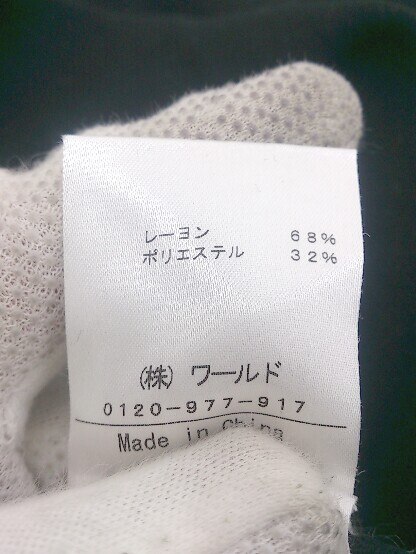 レーヨン 68%
ポリエステル 32%
(株) ワールド
0120-977-917
Made in China